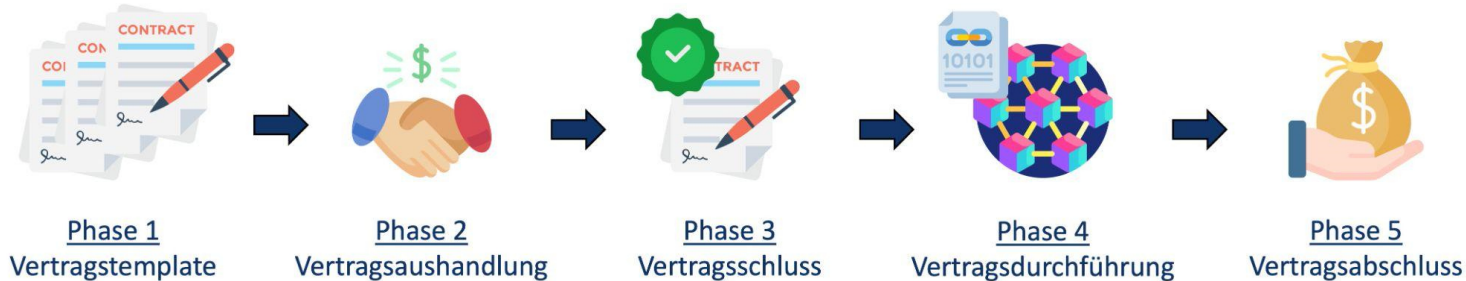 CONTRACT
CON
CO
$
TRACT
10101
$
Phase 1
Vertragstemplate
Phase 2
Vertragsaushandlung
Phase 3
Vertragsschluss
Phase 4
Vertragsdurchführung
Phase 5
Vertragsabschluss